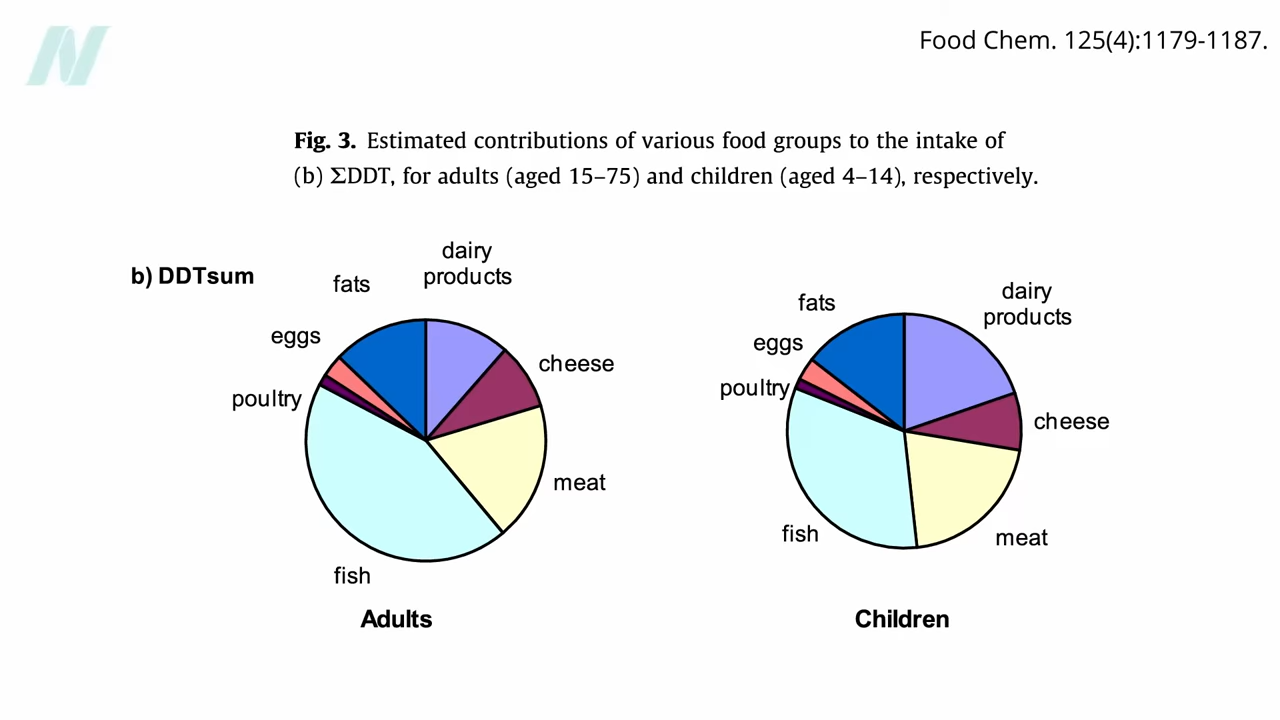 Food Chem. 125(4):1179-1187.
Fig. 3. Estimated contributions of various food groups to the intake of
(b) ΣDDT, for adults (aged 15–75) and children (aged 4–14), respectively.
b) DDTsum
fats
dairy
products
eggs
cheese
poultry
meat
fish
Adults
fats
dairy
products
eggs
poultry
cheese
fish
meat
Children